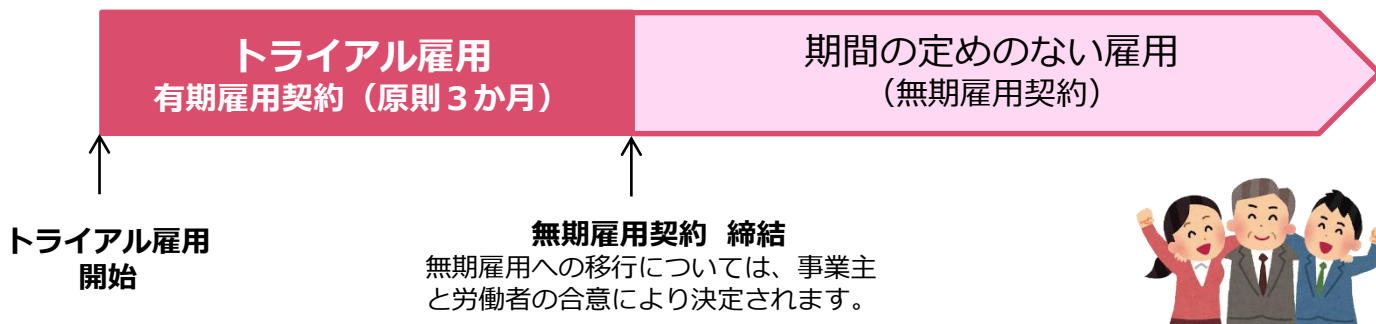 トライアル雇用
有期雇用契約（原則３か月）
期間の定めのない雇用
（無期雇用契約）
トライアル雇用
開始
無期雇用契約 締結
無期雇用への移行については、事業主
と労働者の合意により決定されます。